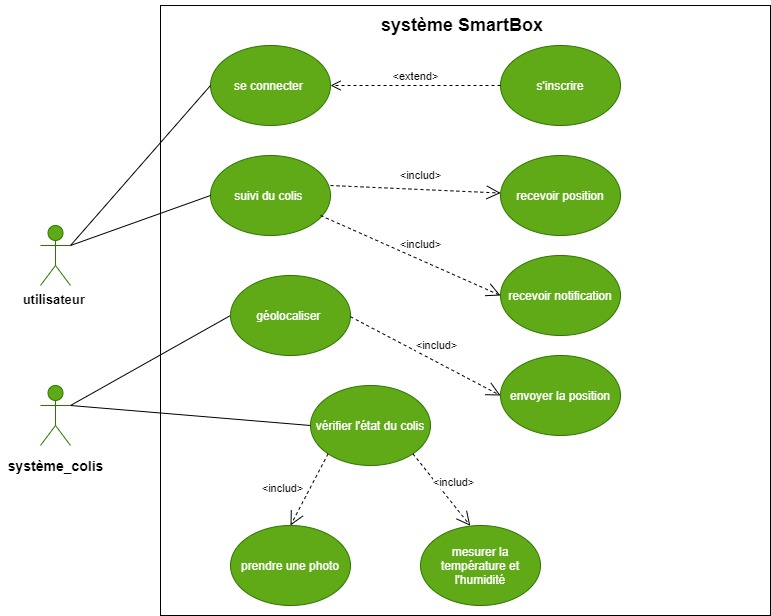 système SmartBox
se connecter
<extend>
s'inscrire
suivi du colis
<includ>
recevoir position
<includ>
recevoir notification
utilisateur
géolocaliser
<includ>
envoyer la position
vérifier l'état du colis
système_colis
<includ>
<includ>
prendre une photo
mesurer la
température et
l'humidité